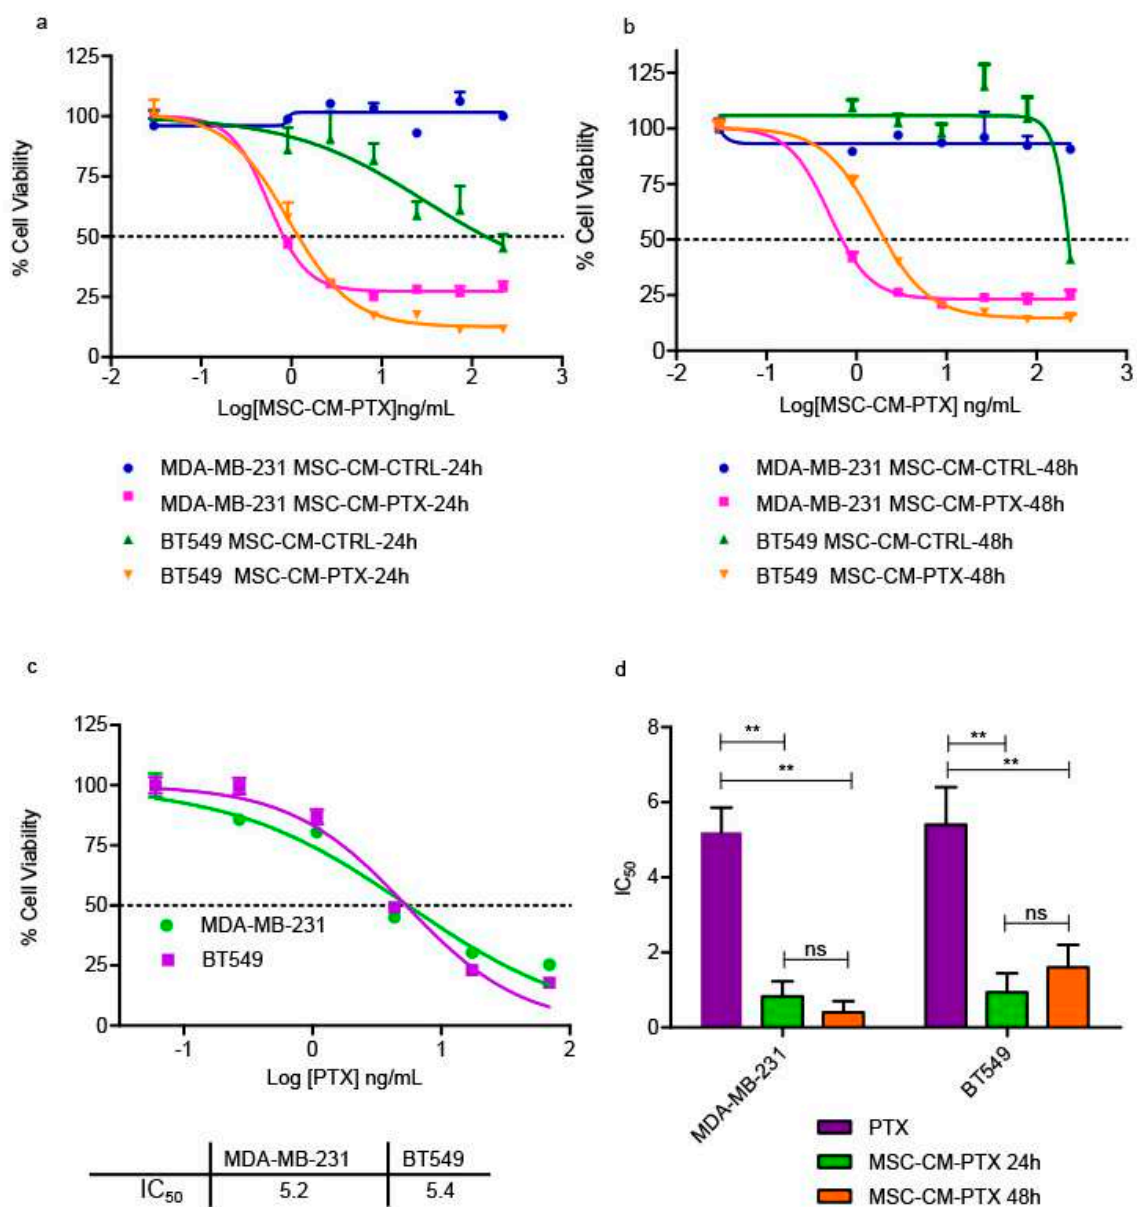 a
125
100
75
50
25
0
% Cell Viability
-2 -1 0 1 2 3
Log[MSC-CM-PTX]ng/mL
MDA-MB-231 MSC-CM-CTRL-24h
MDA-MB-231 MSC-CM-PTX-24h
BT549 MSC-CM-CTRL-24h
BT549 MSC-CM-PTX-24h
b
125
100
75
50
25
0
% Cell Viability
-2 -1 0 1 2 3
Log[MSC-CM-PTX] ng/mL
MDA-MB-231 MSC-CM-CTRL-48h
MDA-MB-231 MSC-CM-PTX-48h
BT549 MSC-CM-CTRL-48h
BT549 MSC-CM-PTX-48h
c
125
100
75
50
25
0
% Cell Viability
MDA-MB-231
BT549
-1 0 1 2
Log [PTX] ng/mL
MDA-MB-231 BT549
IC50 5.2 5.4
d
8
6
4
2
0
IC50
** **
** **
ns ns
MDA-MB-231 BT549
PTX
MSC-CM-PTX 24h
MSC-CM-PTX 48h